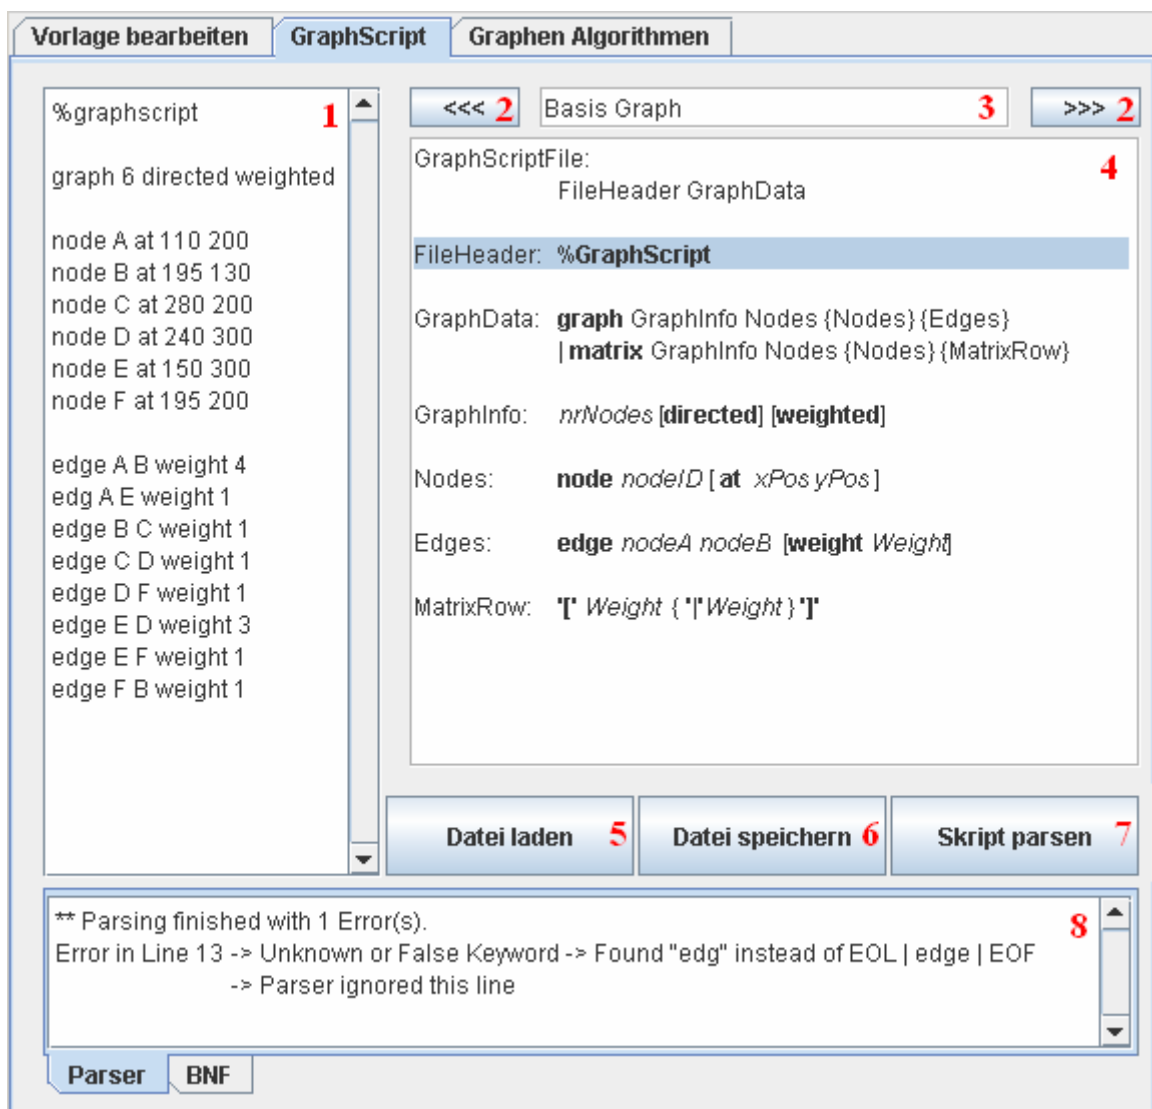 Vorlage bearbeiten GraphScript Graphen Algorithmen
%graphscript 1
graph 6 directed weighted
node A at 110 200
node B at 195 130
node C at 280 200
node D at 240 300
node E at 150 300
node F at 195 200
edge A B weight 4
edg A E weight 1
edge B C weight 1
edge C D weight 1
edge D F weight 1
edge E D weight 3
edge E F weight 1
edge F B weight 1
<<< 2 Basis Graph 3 >>> 2
GraphScriptFile: 4
FileHeader GraphData
FileHeader: %GraphScript
GraphData: graph GraphInfo Nodes {Nodes} {Edges}
| matrix GraphInfo Nodes {Nodes} {MatrixRow}
GraphInfo: nrNodes [directed] [weighted]
Nodes: node nodeID [ at xPos yPos ]
Edges: edge nodeA nodeB [weight Weight]
MatrixRow: '[' Weight { '|' Weight } ']'
Datei laden 5 Datei speichern 6 Skript parsen 7
** Parsing finished with 1 Error(s). 8
Error in Line 13 -> Unknown or False Keyword -> Found "edg" instead of EOL | edge | EOF
-> Parser ignored this line
Parser BNF